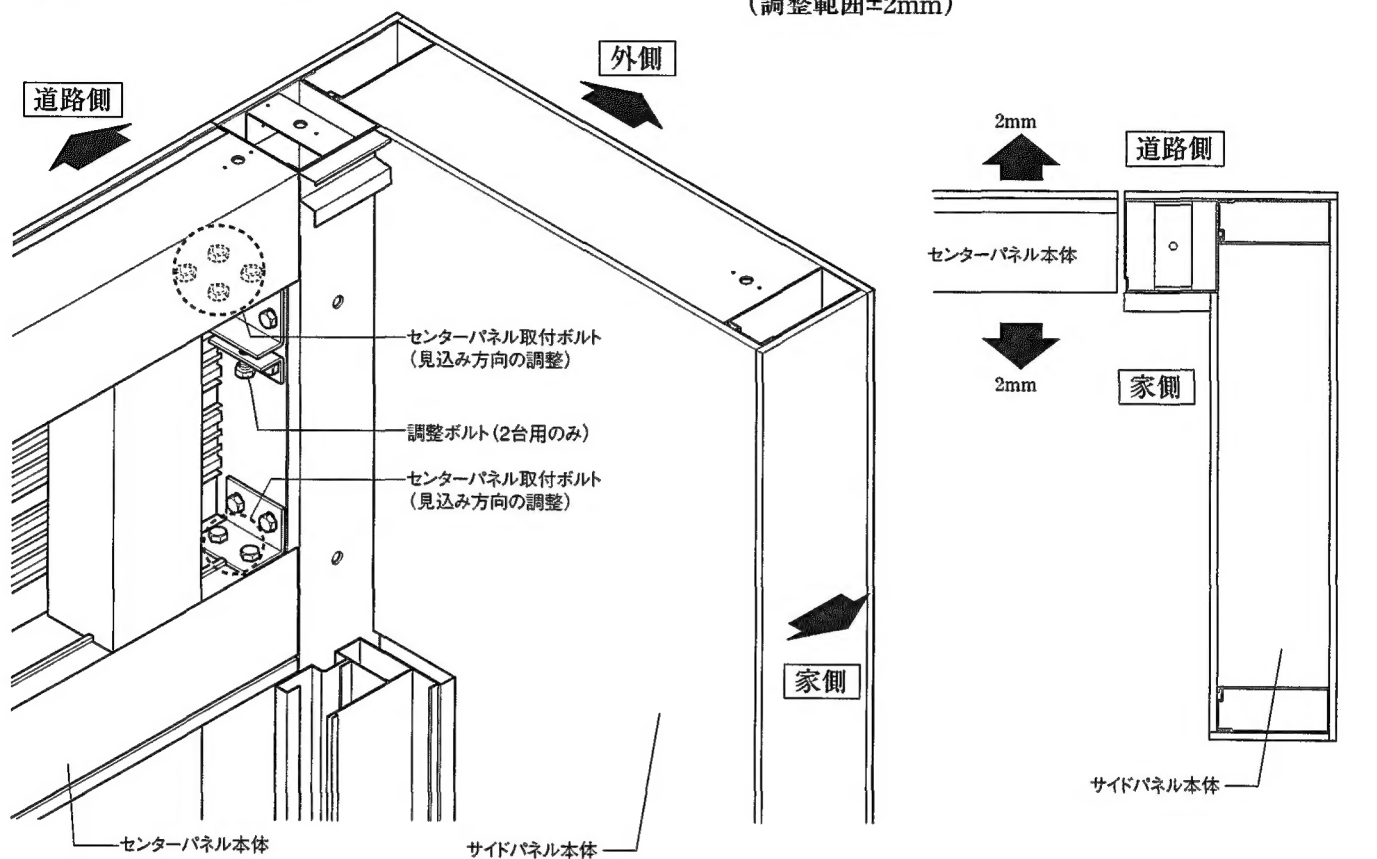 (調整範囲±2mm)
外側
道路側
センターパネル取付ボルト
(見込み方向の調整)
調整ボルト(2台用のみ)
センターパネル取付ボルト
(見込み方向の調整)
家側
センターパネル本体
サイドパネル本体
2mm
道路側
センターパネル本体
2mm
家側
サイドパネル本体